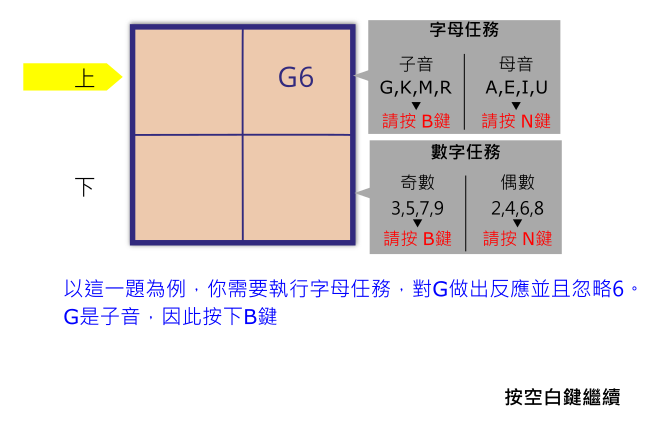 上
下
G6
字母任務
子音
G,K,M,R
請按 B鍵
母音
A,E,I,U
請按 N鍵
數字任務
奇數
3,5,7,9
請按 B鍵
偶數
2,4,6,8
請按 N鍵
以這一題為例，你需要執行字母任務，對G做出反應並且忽略6。
G是子音，因此按下B鍵
按空白鍵繼續